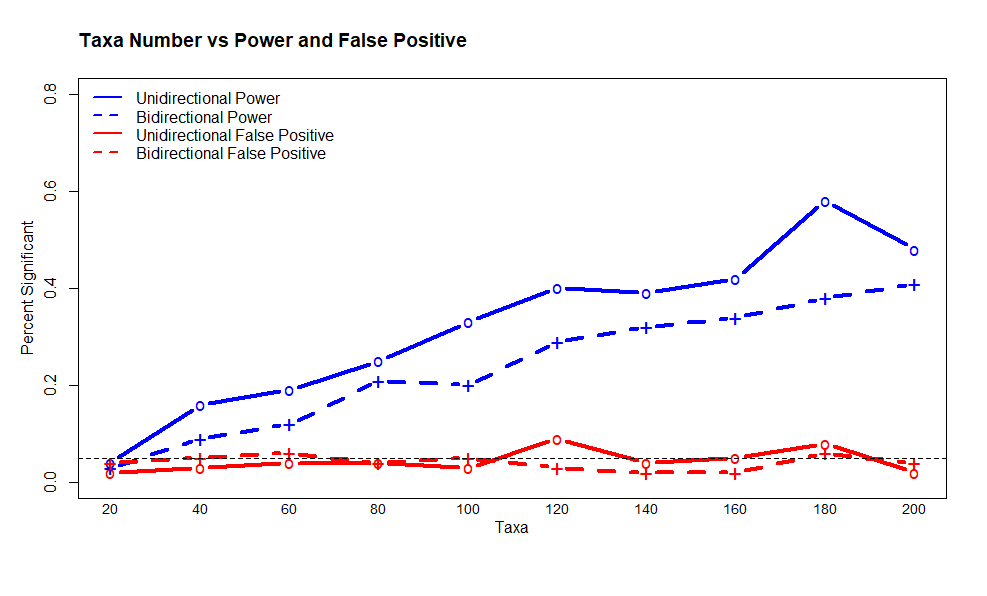 Taxa Number vs Power and False Positive
Unidirectional Power
Bidirectional Power
Unidirectional False Positive
Bidirectional False Positive
Percent Significant
0.8
0.6
0.4
0.2
0.0
20 40 60 80 100 120 140 160 180 200
Taxa